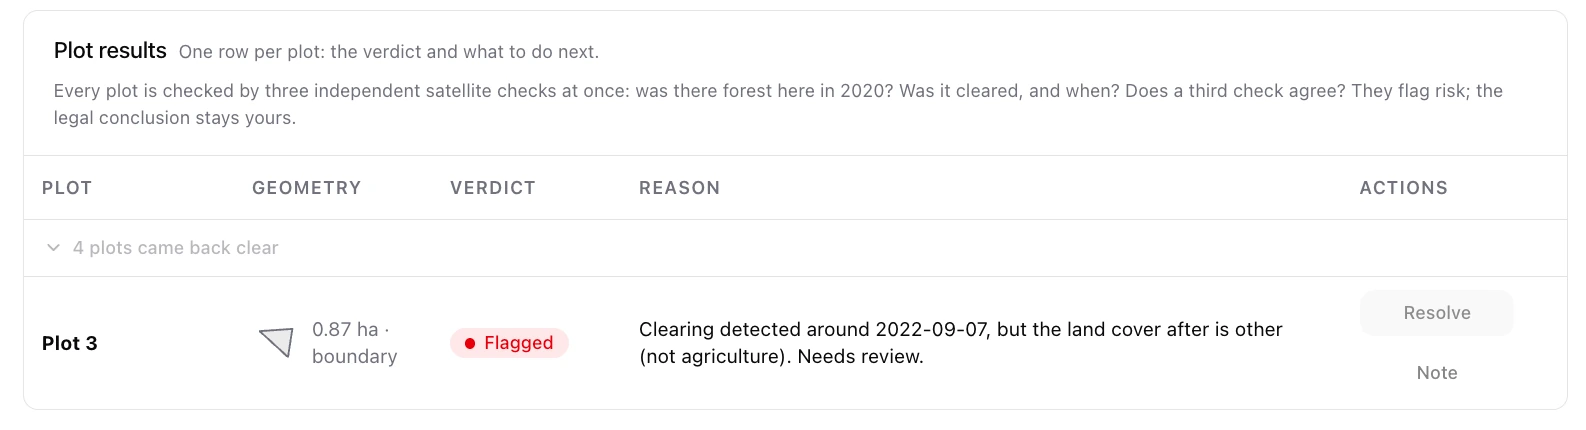 Plot results One row per plot: the verdict and what to do next.
Every plot is checked by three independent satellite checks at once: was there forest here in 2020? Was it cleared, and when? Does a third check agree? They flag risk; the
legal conclusion stays yours.
PLOT GEOMETRY VERDICT REASON ACTIONS
4 plots came back clear
Plot 3
0.87 ha ·
boundary
Flagged
Clearing detected around 2022-09-07, but the land cover after is other
(not agriculture). Needs review.
Resolve
Note